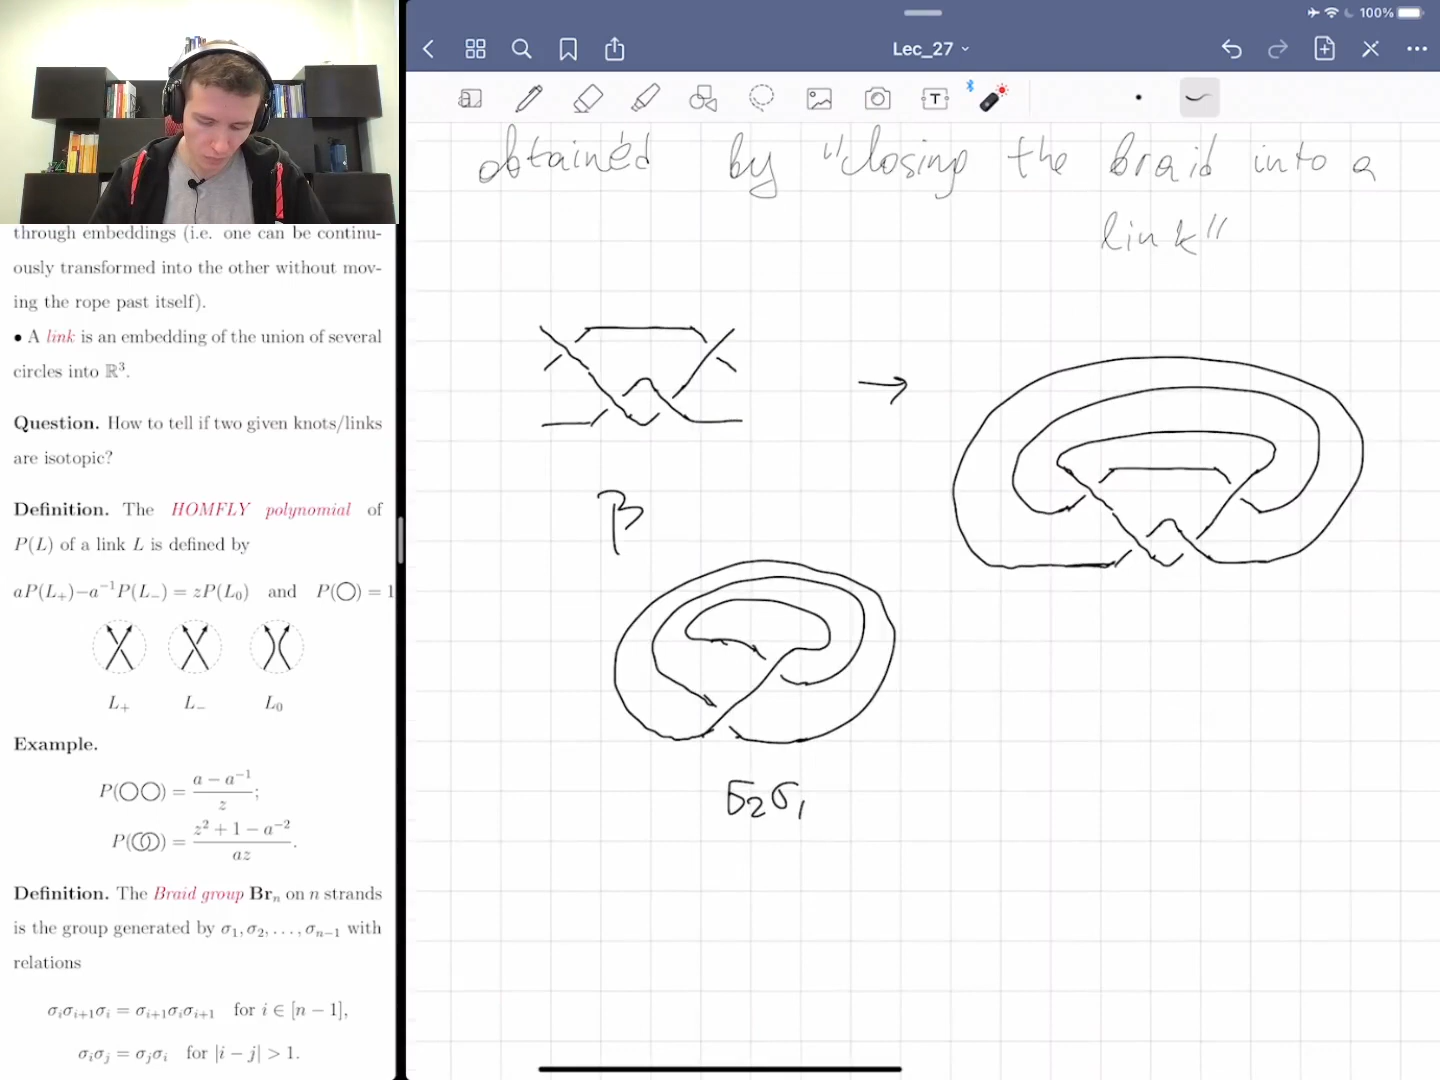 100%
Lec_27
T
obtained by "closing the braid into a
link"
β
σ₂σ₁
through embeddings (i.e. one can be continu-
ously transformed into the other without mov-
ing the rope past itself).
• A link is an embedding of the union of several
circles into ℝ³.
Question. How to tell if two given knots/links
are isotopic?
Definition. The HOMFLY polynomial of
P(L) of a link L is defined by
aP(L₊)−a⁻¹P(L₋) = zP(L₀) and P(◯) = 1
L₊ L₋ L₀
Example.
P(◯◯) = (a − a⁻¹)/z;
P(◯◯) = (z² + 1 − a⁻²)/(az).
Definition. The Braid group Brₙ on n strands
is the group generated by σ₁, σ₂, . . . , σₙ₋₁ with
relations
σᵢσᵢ₊₁σᵢ = σᵢ₊₁σᵢσᵢ₊₁ for i ∈ [n − 1],
σᵢσⱼ = σⱼσᵢ for |i − j| > 1.